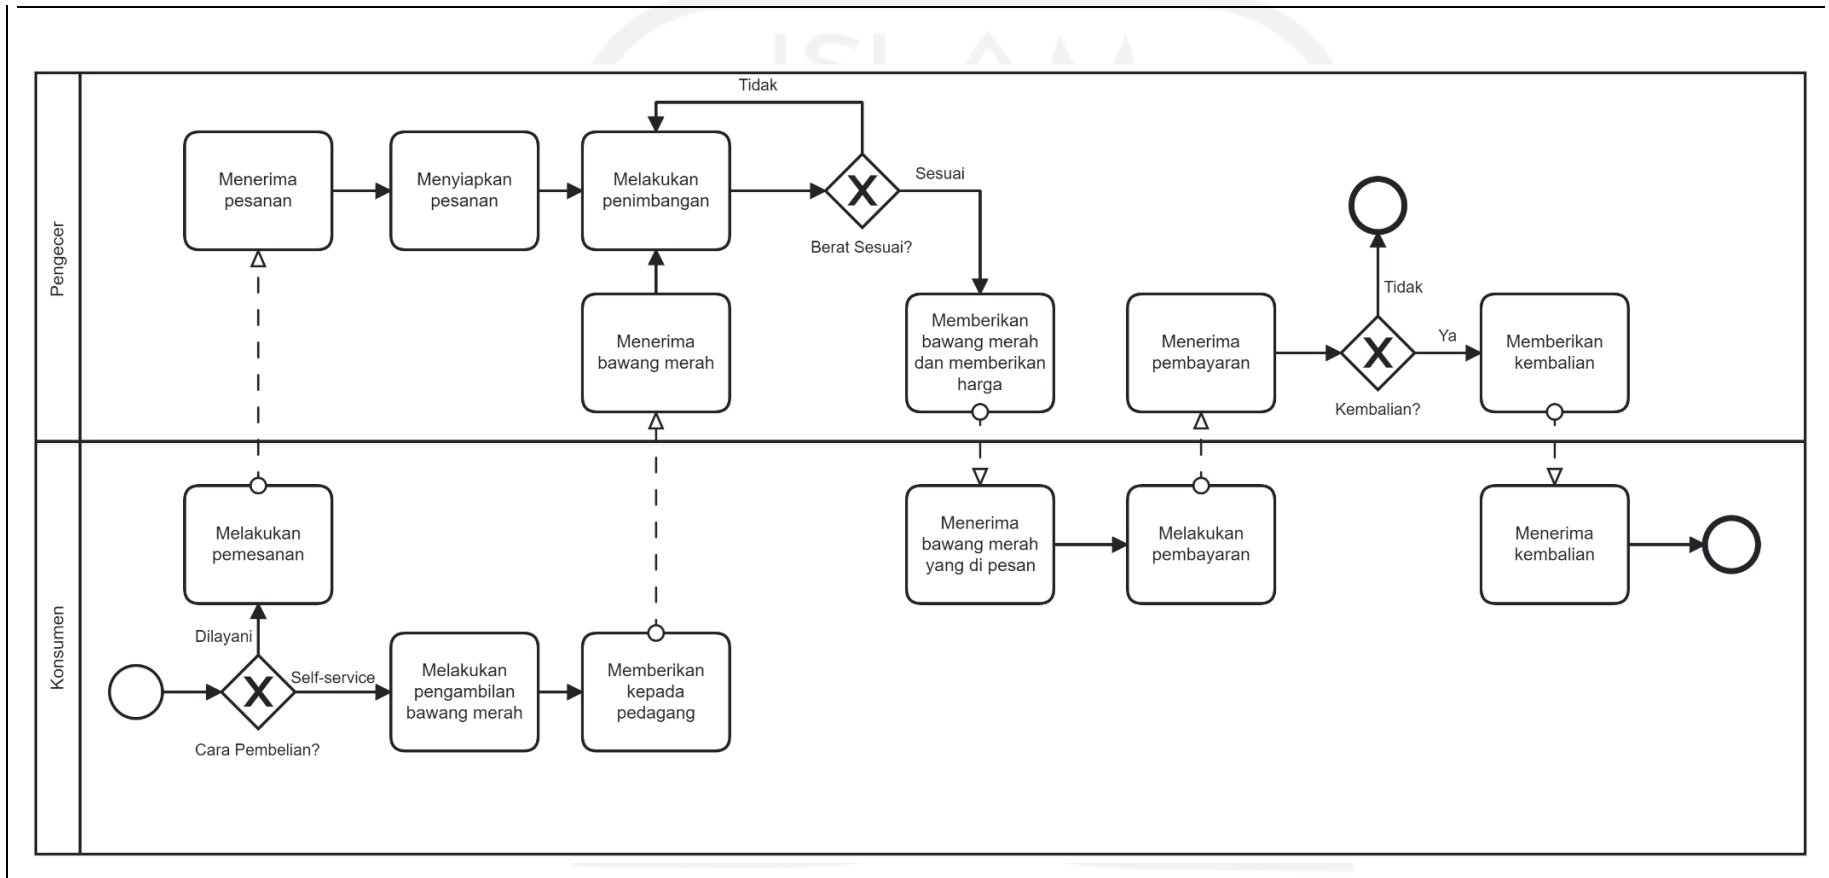 ISLAM
Pengecer
Tidak
Menerima
pesanan
Menyiapkan
pesanan
Melakukan
penimbangan
X
Sesuai
Berat Sesuai?
Menerima
bawang merah
Memberikan
bawang merah
dan memberikan
harga
Menerima
pembayaran
Tidak
X
Ya
Kembalian?
Memberikan
kembalian
Konsumen
Melakukan
pemesanan
Dilayani
X
Self-service
Cara Pembelian?
Melakukan
pengambilan
bawang merah
Memberikan
kepada
pedagang
Menerima
bawang merah
yang di pesan
Melakukan
pembayaran
Menerima
kembalian